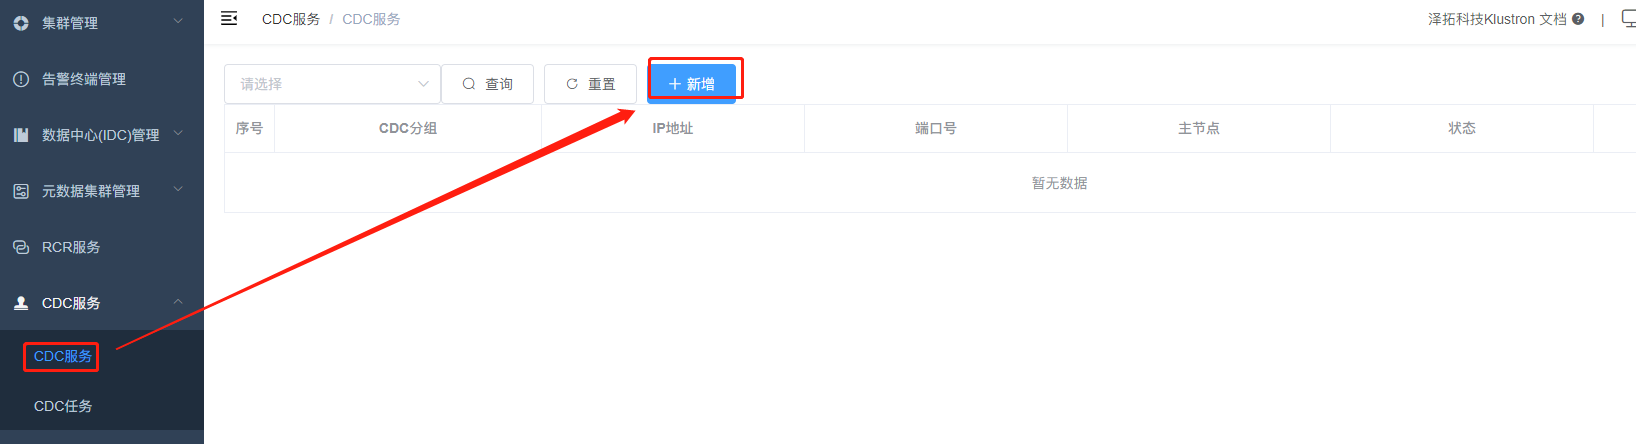 集群管理
告警终端管理
数据中心(IDC)管理
元数据集群管理
RCR服务
CDC服务
CDC服务
CDC任务
CDC服务 / CDC服务
泽拓科技Klustron 文档 ? |
请选择 查询 重置 + 新增
序号 CDC分组 IP地址 端口号 主节点 状态
暂无数据